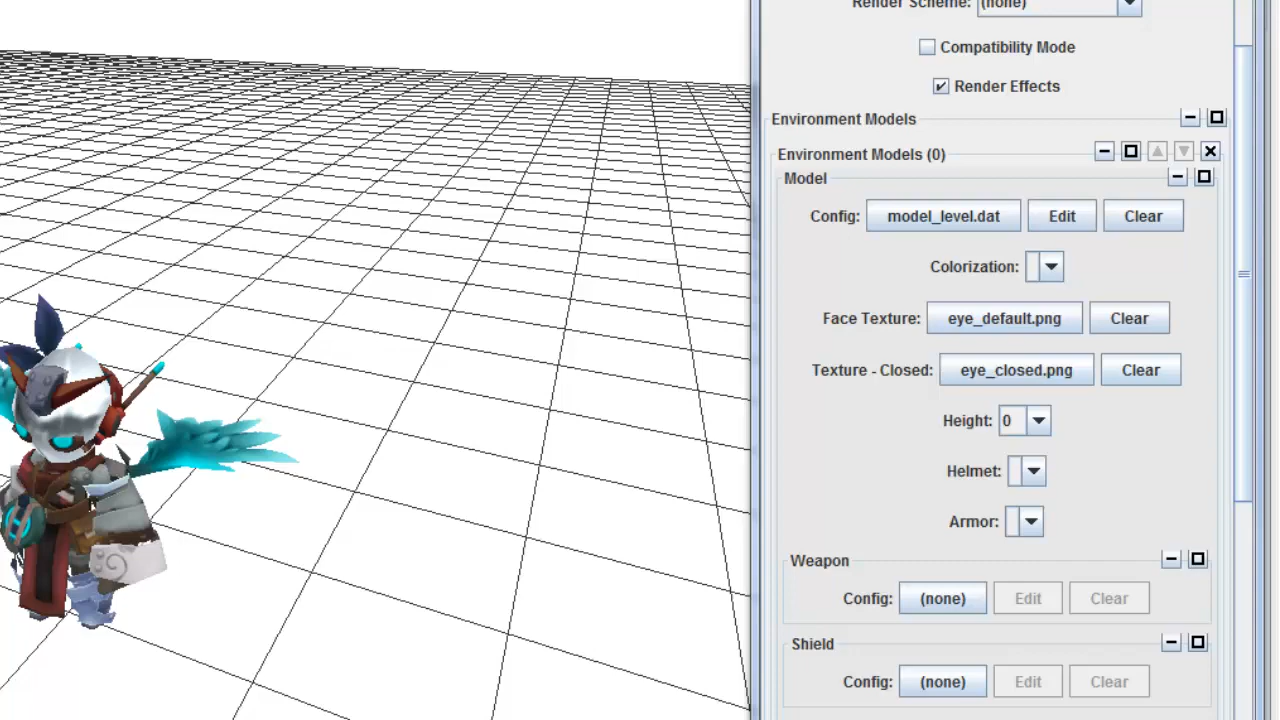 Render Scheme: (none)
Compatibility Mode
Render Effects
Environment Models
Environment Models (0)
Model
Config: model_level.dat Edit Clear
Colorization:
Face Texture: eye_default.png Clear
Texture - Closed: eye_closed.png Clear
Height: 0
Helmet:
Armor:
Weapon
Config: (none) Edit Clear
Shield
Config: (none) Edit Clear